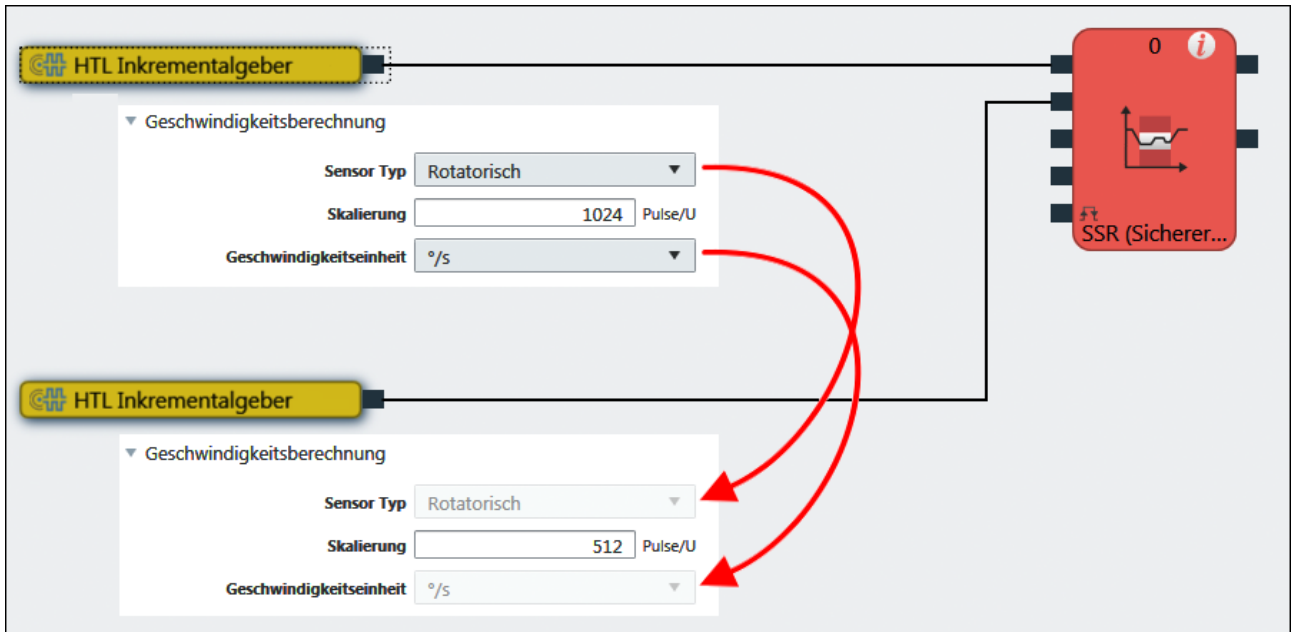 HTL Inkrementalgeber
0
i
Geschwindigkeitsberechnung
Sensor Typ Rotatorisch
Skalierung 1024 Pulse/U
Geschwindigkeitseinheit °/s
SSR (Sicherer...
HTL Inkrementalgeber
Geschwindigkeitsberechnung
Sensor Typ Rotatorisch
Skalierung 512 Pulse/U
Geschwindigkeitseinheit °/s